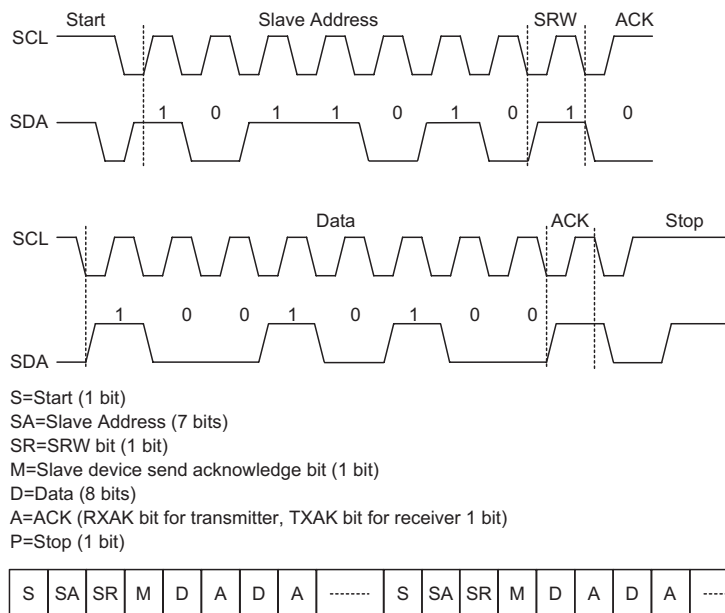 Start Slave Address SRW ACK
SCL
SDA 1 0 1 1 0 1 0 1 0
Data ACK Stop
SCL
1 0 0 1 0 1 0 0
SDA
S=Start (1 bit)
SA=Slave Address (7 bits)
SR=SRW bit (1 bit)
M=Slave device send acknowledge bit (1 bit)
D=Data (8 bits)
A=ACK (RXAK bit for transmitter, TXAK bit for receiver 1 bit)
P=Stop (1 bit)
S SA SR M D A D A ------- S SA SR M D A D A ----